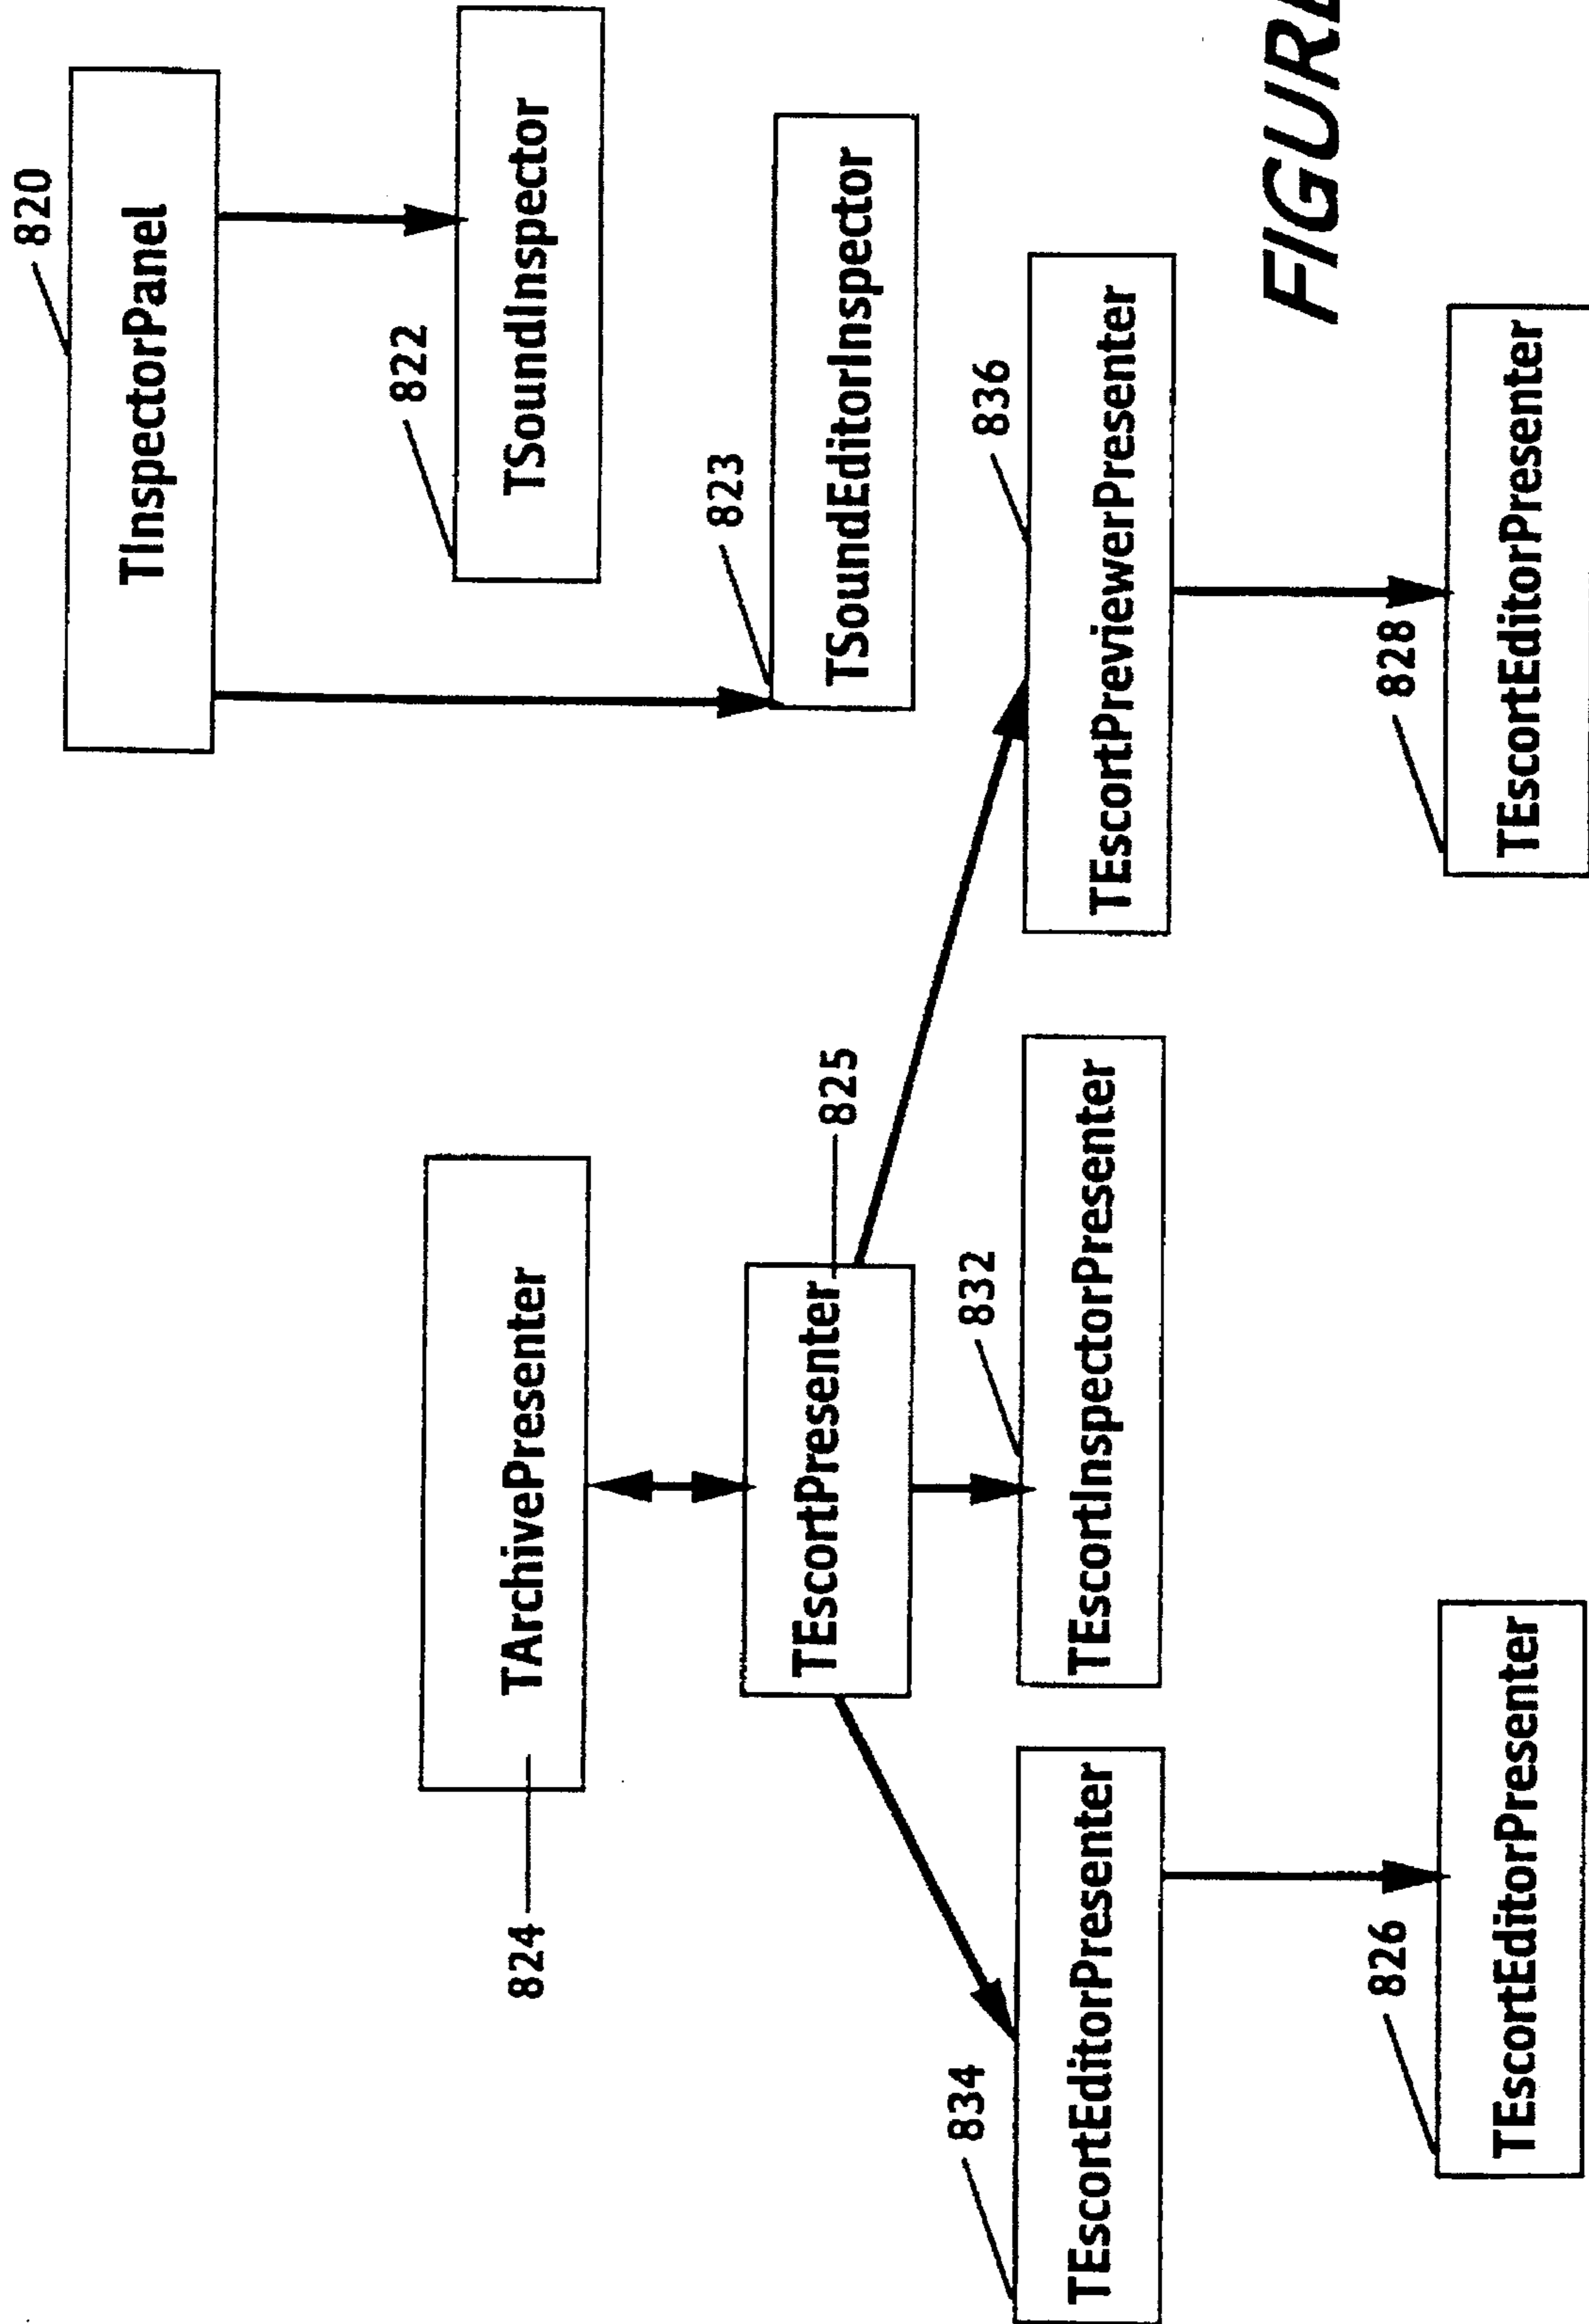 820
TInspectorPanel
822
TSoundInspector
823
TSoundEditorInspector
824
TArchivePresenter
TEscortPresenter
825
834
TEscortEditorPresenter
832
TEscortInspectorPresenter
836
TEscortPreviewerPresenter
826
TEscortEditorPresenter
828
TEscortEditorPresenter
FIGURE